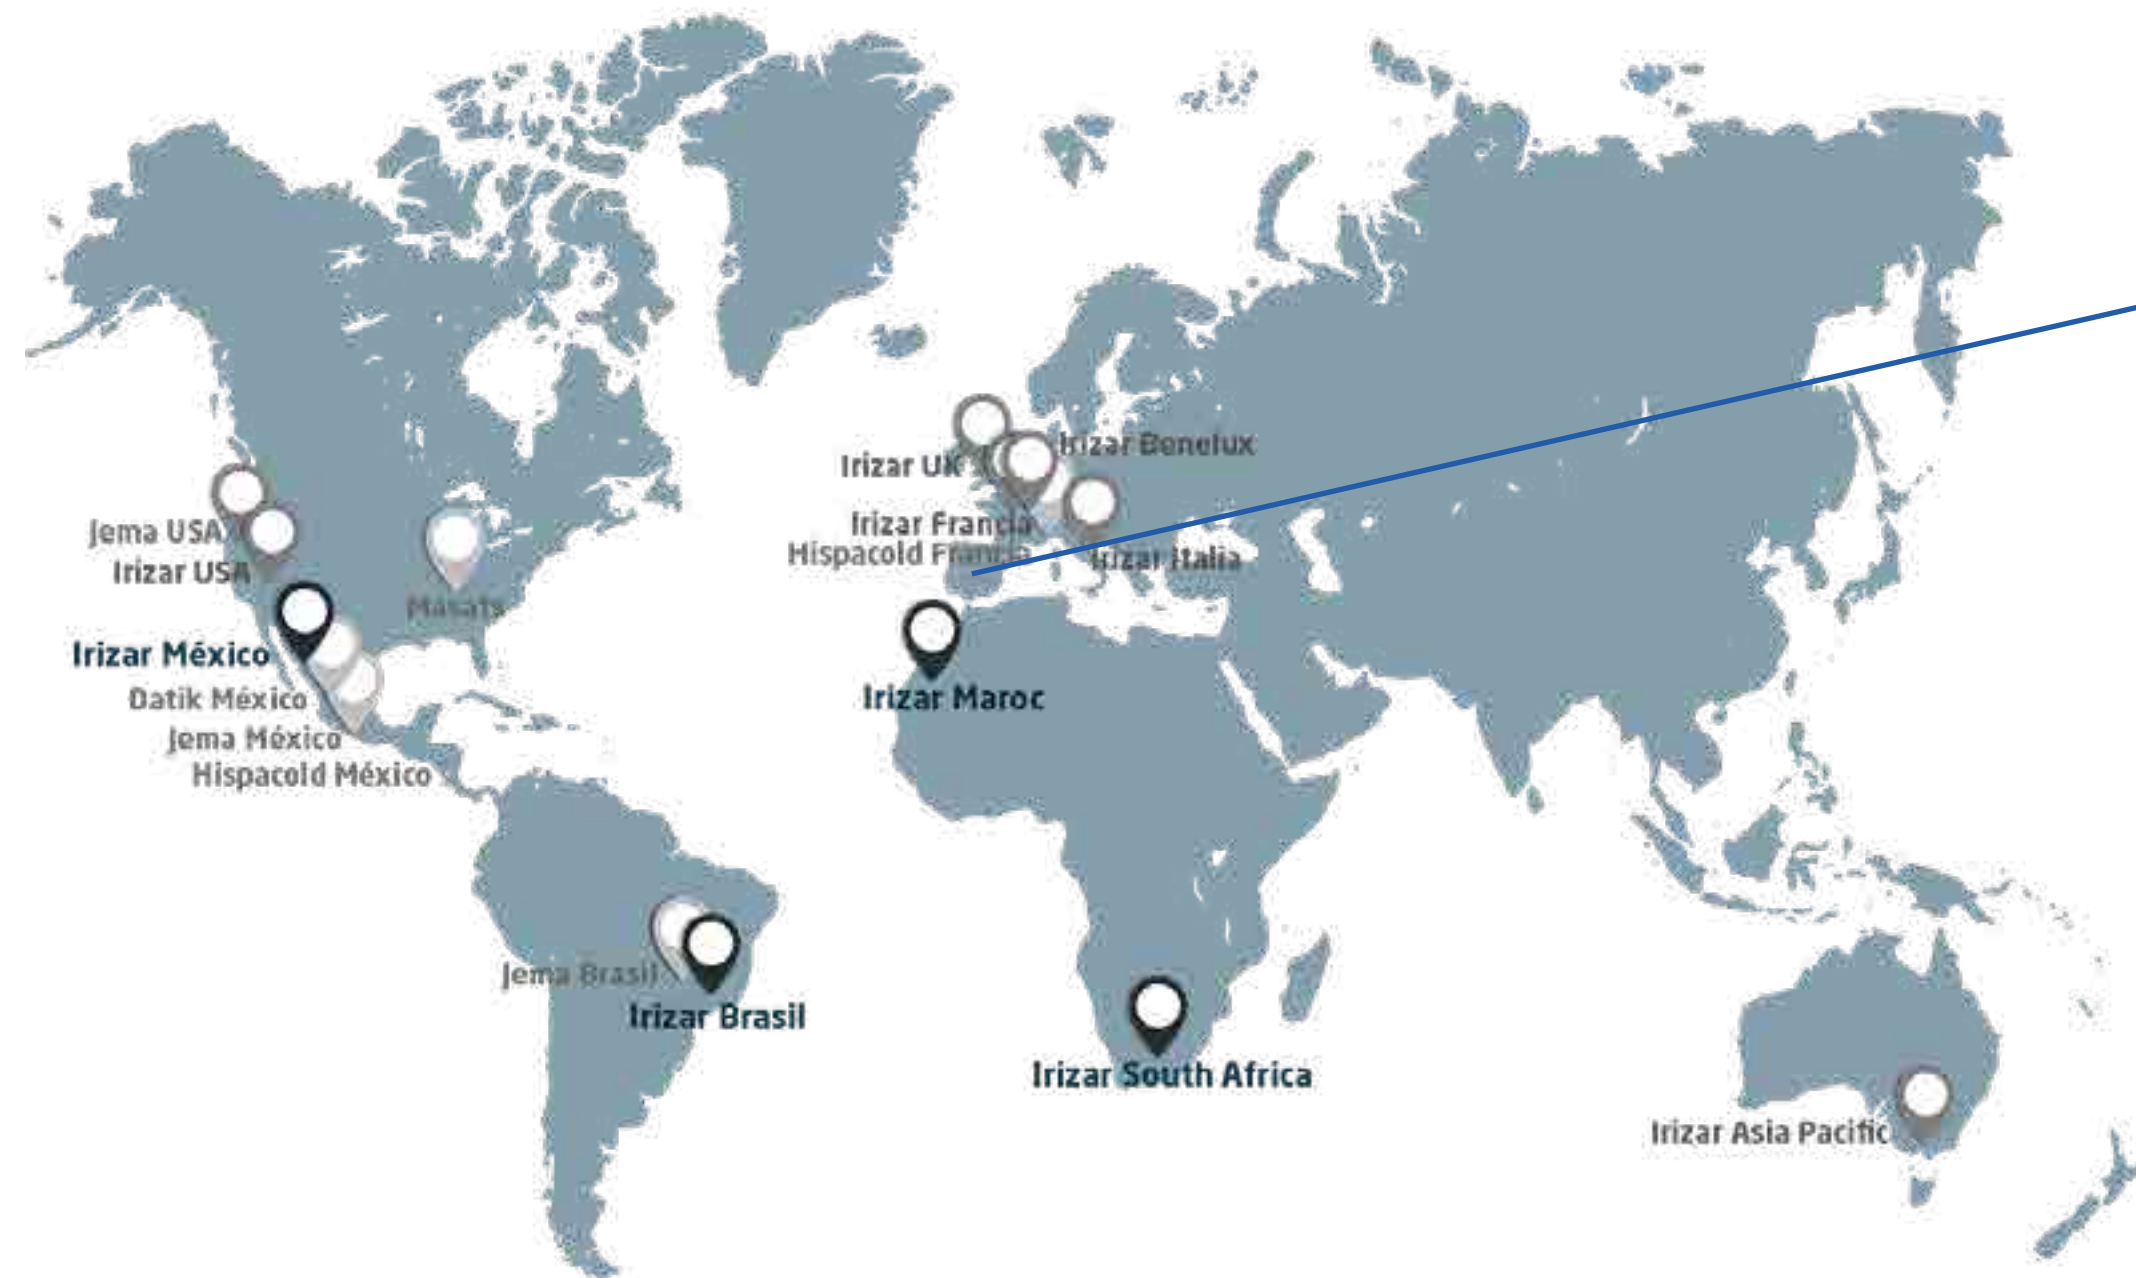 Irizar Benelux
Irizar UK
Irizar Francia
Hispacold Francia
Irizar Italia
Jema USA
Irizar USA
Masats
Irizar México
Datik México
Jema México
Hispacold México
Irizar Maroc
Jema Brasil
Irizar Brasil
Irizar South Africa
Irizar Asia Pacific